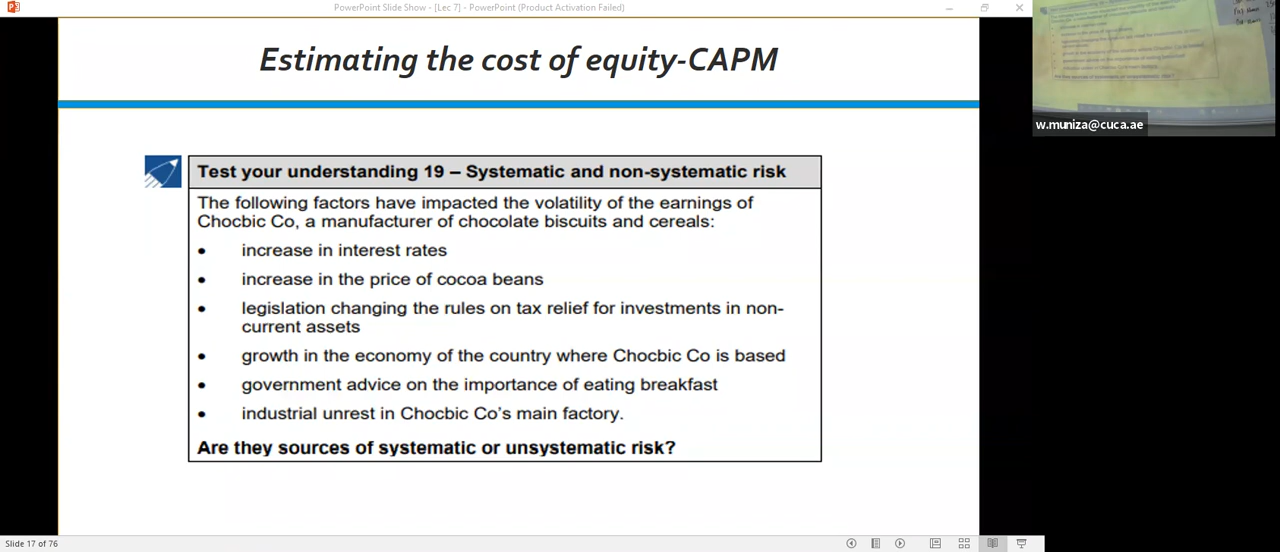 PowerPoint Slide Show - [Lec 7] - PowerPoint (Product Activation Failed)
Estimating the cost of equity-CAPM
w.muniza@cuca.ae
Test your understanding 19 – Systematic and non-systematic risk
The following factors have impacted the volatility of the earnings of
Chocbic Co, a manufacturer of chocolate biscuits and cereals:
• increase in interest rates
• increase in the price of cocoa beans
• legislation changing the rules on tax relief for investments in non-
current assets
• growth in the economy of the country where Chocbic Co is based
• government advice on the importance of eating breakfast
• industrial unrest in Chocbic Co's main factory.
Are they sources of systematic or unsystematic risk?
Slide 17 of 76